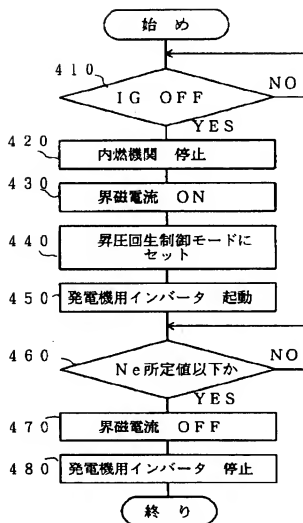 始め
410
IG OFF
NO
YES
420
内燃機関 停止
430
界磁電流 ON
440
昇圧回生制御モードに
セット
450
発電機用インバータ 起動
460
Ne所定値以下か
NO
YES
470
界磁電流 OFF
480
発電機用インバータ 停止
終り